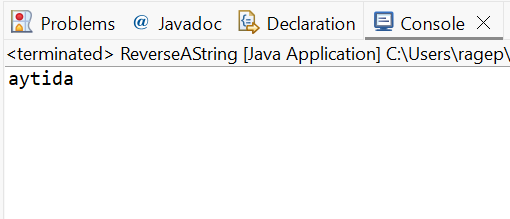 Problems @ Javadoc Declaration Console
<terminated> ReverseAString [Java Application] C:\Users\ragep\
aytida